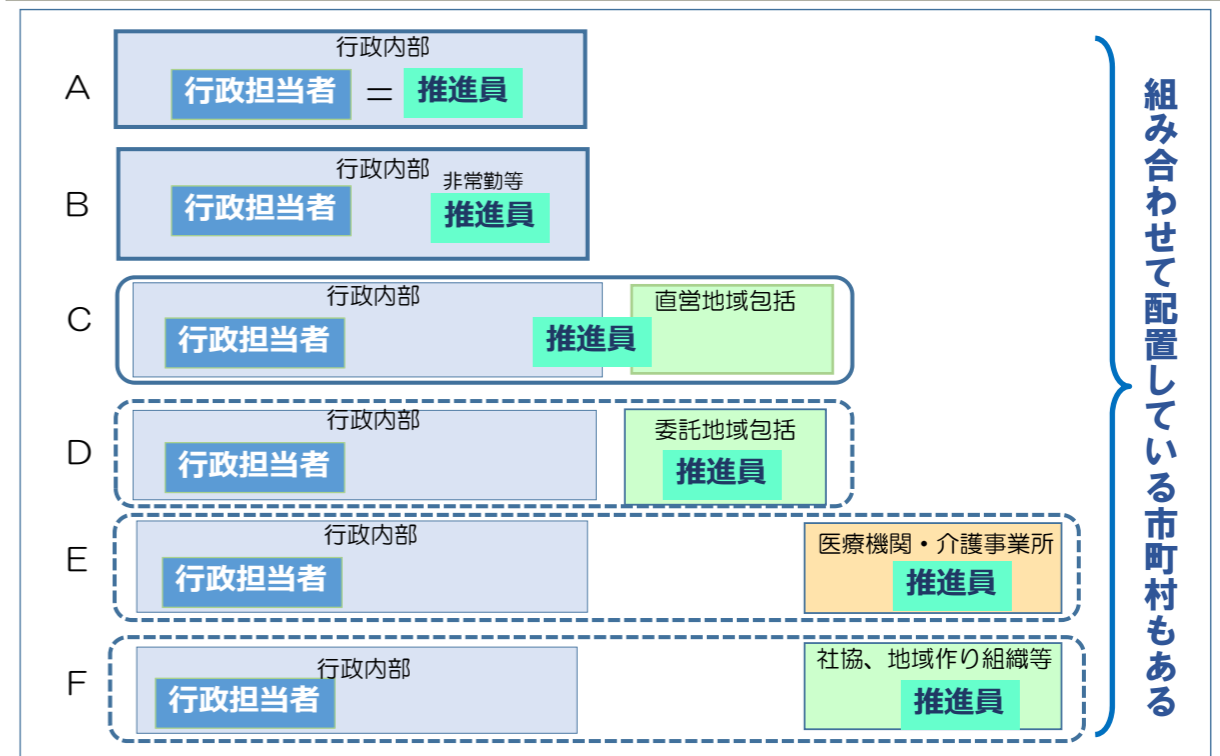 A
行政内部
行政担当者 = 推進員
B
行政内部
非常勤等
行政担当者
推進員
C
行政内部
直営地域包括
行政担当者
推進員
D
行政内部
委託地域包括
行政担当者
推進員
E
行政内部
医療機関・介護事業所
行政担当者
推進員
F
行政内部
社協、地域作り組織等
行政担当者
推進員
組み合わせて配置している市町村もある